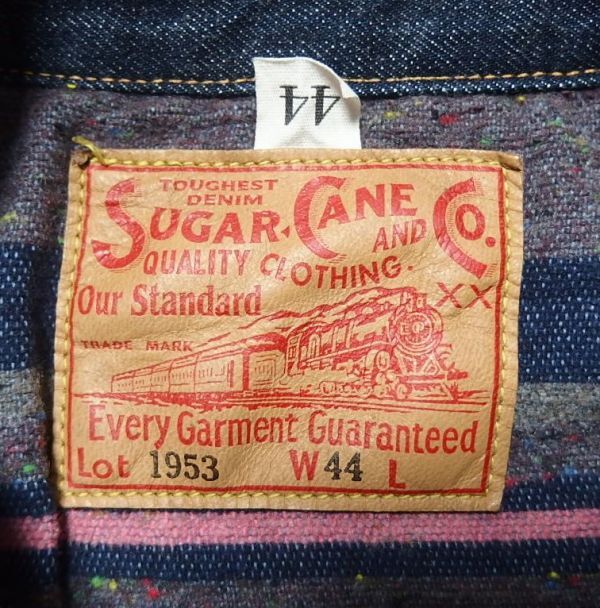 44
TOUGHEST
DENIM
SUGAR CANE AND CO.
QUALITY CLOTHING.
Our Standard XX
TRADE MARK
Every Garment Guaranteed
Lot 1953 W 44 L